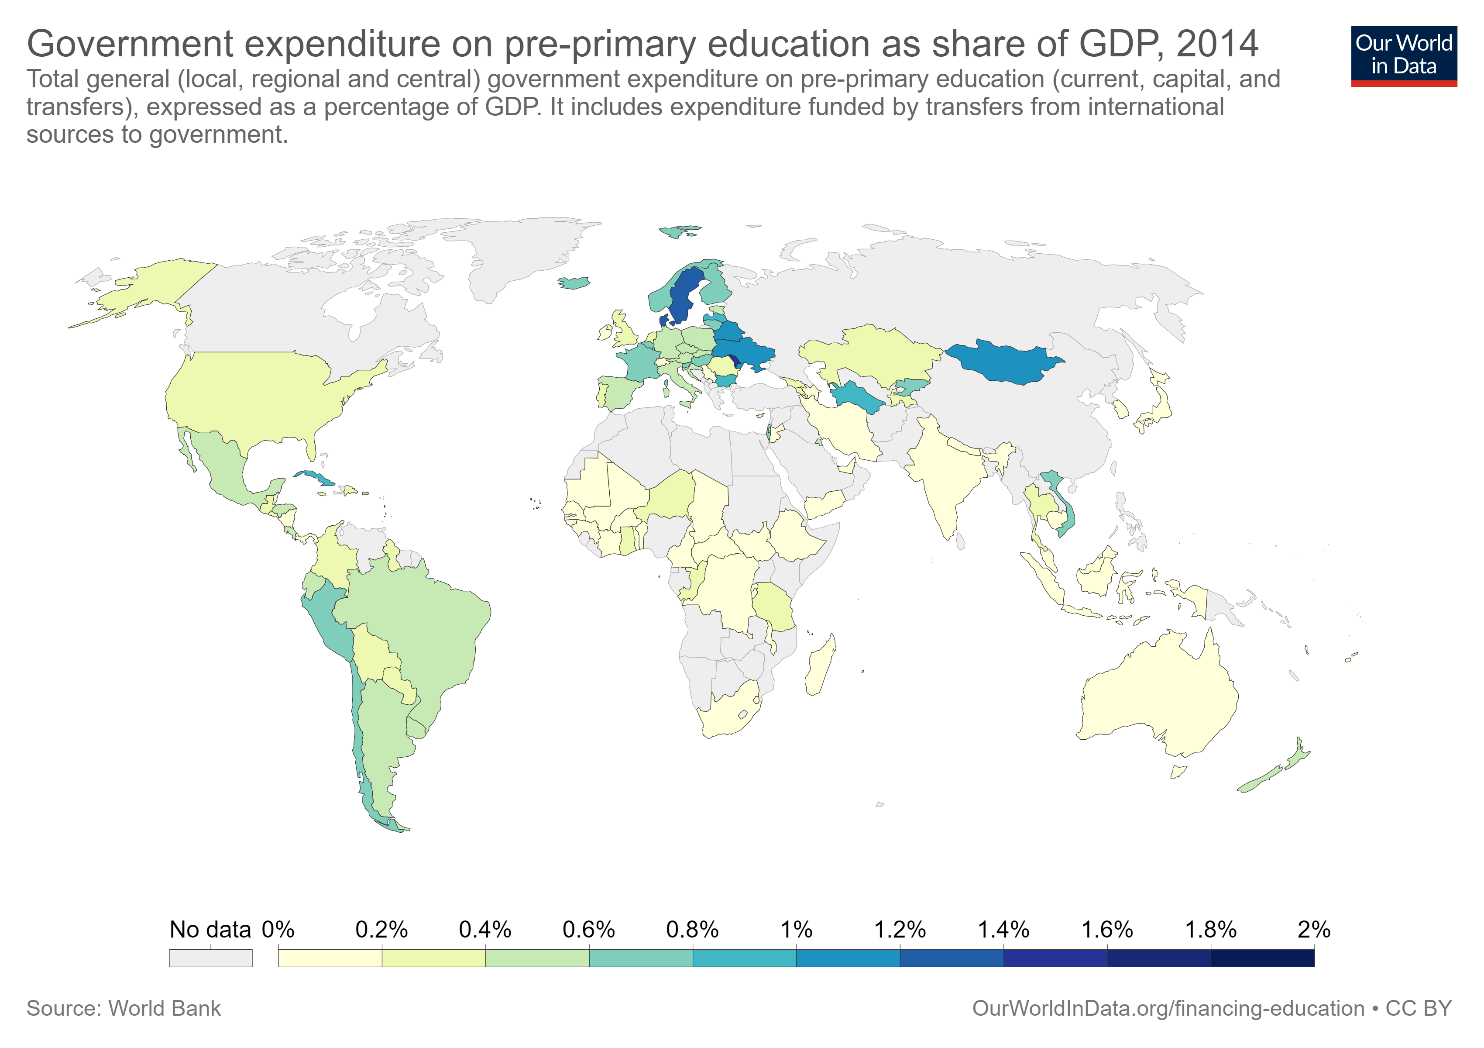 Government expenditure on pre-primary education as share of GDP, 2014
Total general (local, regional and central) government expenditure on pre-primary education (current, capital, and
transfers), expressed as a percentage of GDP. It includes expenditure funded by transfers from international
sources to government.
Our World
in Data
No data 0% 0.2% 0.4% 0.6% 0.8% 1% 1.2% 1.4% 1.6% 1.8% 2%
Source: World Bank
OurWorldInData.org/financing-education • CC BY